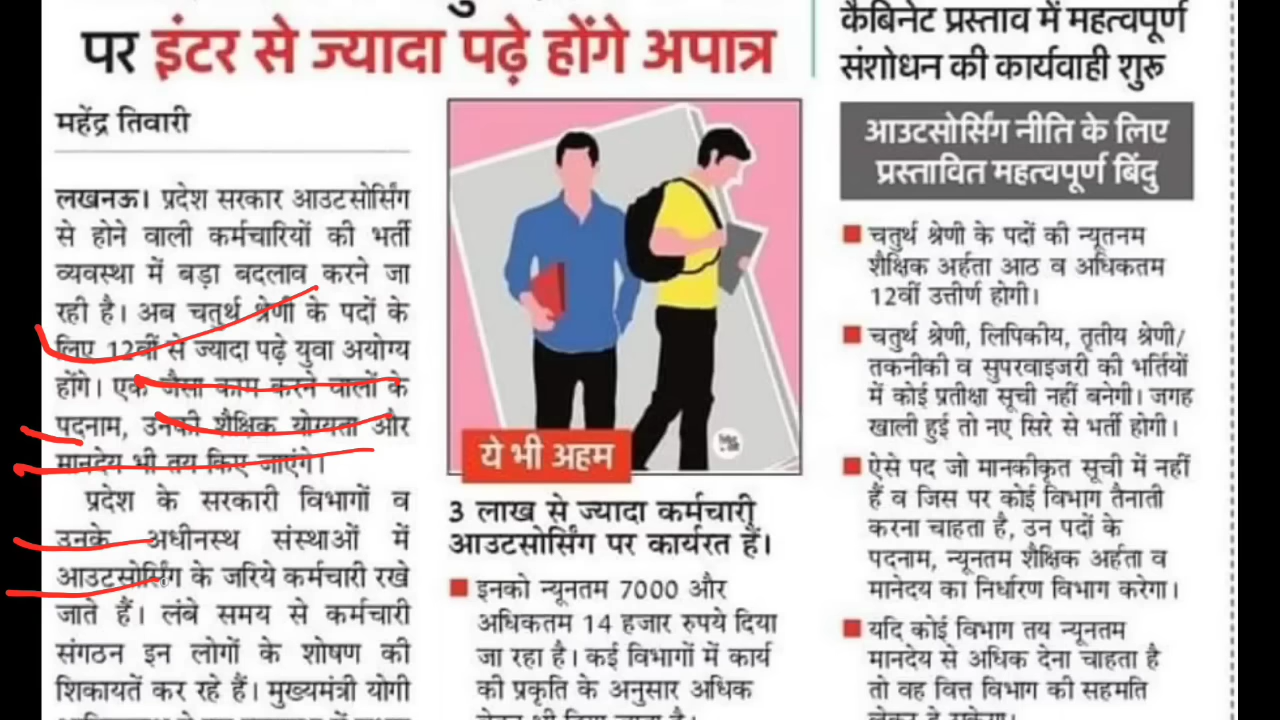 पर इंटर से ज्यादा पढ़े होंगे अपात्र
महेंद्र तिवारी
लखनऊ। प्रदेश सरकार आउटसोर्सिंग
से होने वाली कर्मचारियों की भर्ती
व्यवस्था में बड़ा बदलाव करने जा
रही है। अब चतुर्थ श्रेणी के पदों के
लिए 12वीं से ज्यादा पढ़े युवा अयोग्य
होंगे। एक जैसा काम करने वालों के
पदनाम, उनकी शैक्षिक योग्यता और
मानदेय भी तय किए जाएंगे।
प्रदेश के सरकारी विभागों व
उनके अधीनस्थ संस्थाओं में
आउटसोर्सिंग के जरिये कर्मचारी रखे
जाते हैं। लंबे समय से कर्मचारी
संगठन इन लोगों के शोषण की
शिकायतें कर रहे हैं। मुख्यमंत्री योगी
ये भी अहम
3 लाख से ज्यादा कर्मचारी
आउटसोर्सिंग पर कार्यरत हैं।
इनको न्यूनतम 7000 और
अधिकतम 14 हजार रुपये दिया
जा रहा है। कई विभागों में कार्य
की प्रकृति के अनुसार अधिक
कैबिनेट प्रस्ताव में महत्वपूर्ण
संशोधन की कार्यवाही शुरू
आउटसोर्सिंग नीति के लिए
प्रस्तावित महत्वपूर्ण बिंदु
चतुर्थ श्रेणी के पदों की न्यूतनम
शैक्षिक अर्हता आठ व अधिकतम
12वीं उत्तीर्ण होगी।
चतुर्थ श्रेणी, लिपिकीय, तृतीय श्रेणी/
तकनीकी व सुपरवाइजरी की भर्तियों
में कोई प्रतीक्षा सूची नहीं बनेगी। जगह
खाली हुई तो नए सिरे से भर्ती होगी।
ऐसे पद जो मानकीकृत सूची में नहीं
हैं व जिस पर कोई विभाग तैनाती
करना चाहता है, उन पदों के
पदनाम, न्यूनतम शैक्षिक अर्हता व
मानेदय का निर्धारण विभाग करेगा।
यदि कोई विभाग तय न्यूनतम
मानदेय से अधिक देना चाहता है
तो वह वित्त विभाग की सहमति